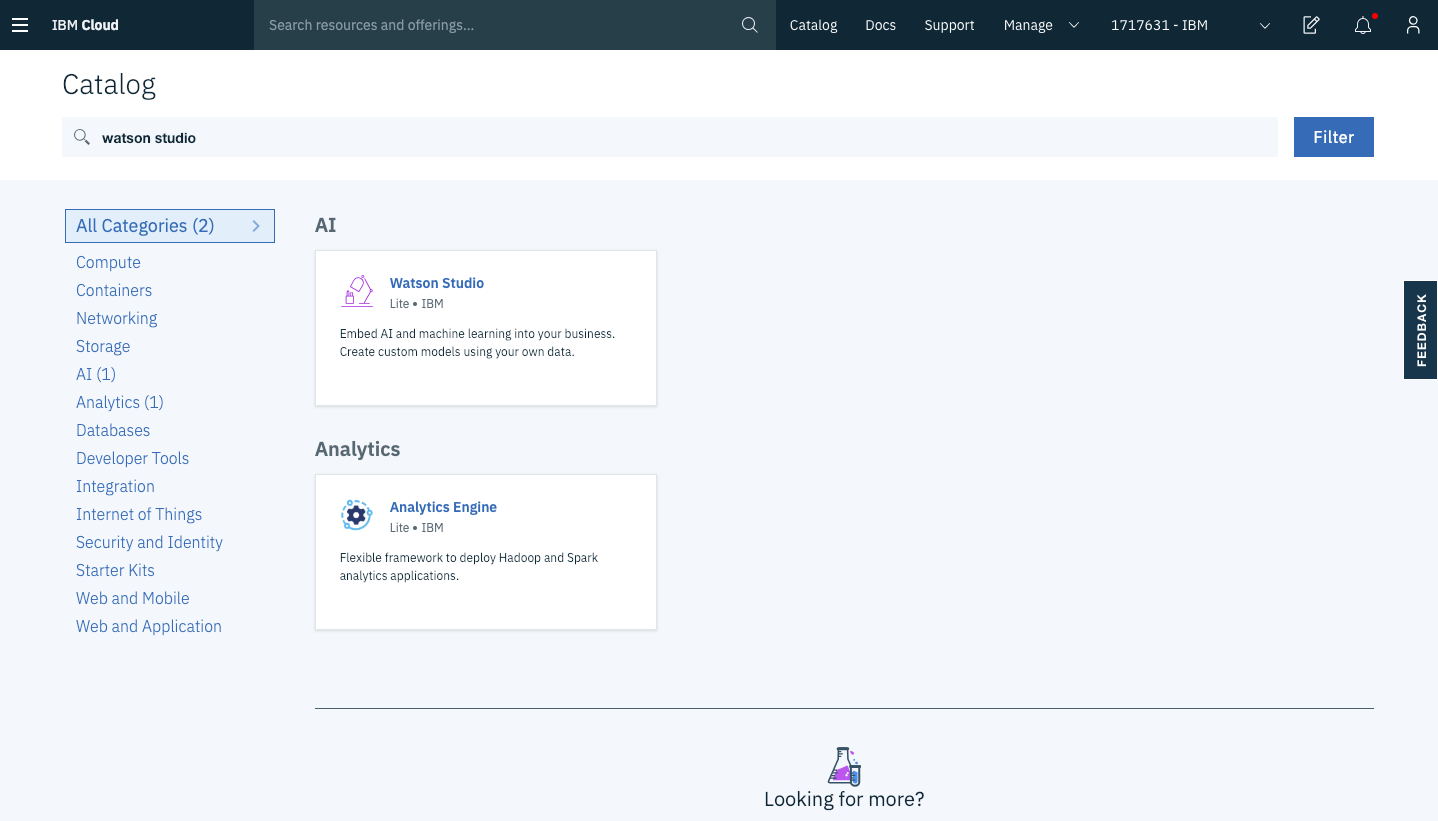 IBM Cloud
Search resources and offerings...
Catalog
Docs
Support
Manage
1717631 - IBM
Catalog
watson studio
Filter
All Categories (2)
Compute
Containers
Networking
Storage
AI (1)
Analytics (1)
Databases
Developer Tools
Integration
Internet of Things
Security and Identity
Starter Kits
Web and Mobile
Web and Application
AI
Watson Studio
Lite • IBM
Embed AI and machine learning into your business.
Create custom models using your own data.
Analytics
Analytics Engine
Lite • IBM
Flexible framework to deploy Hadoop and Spark
analytics applications.
FEEDBACK
Looking for more?